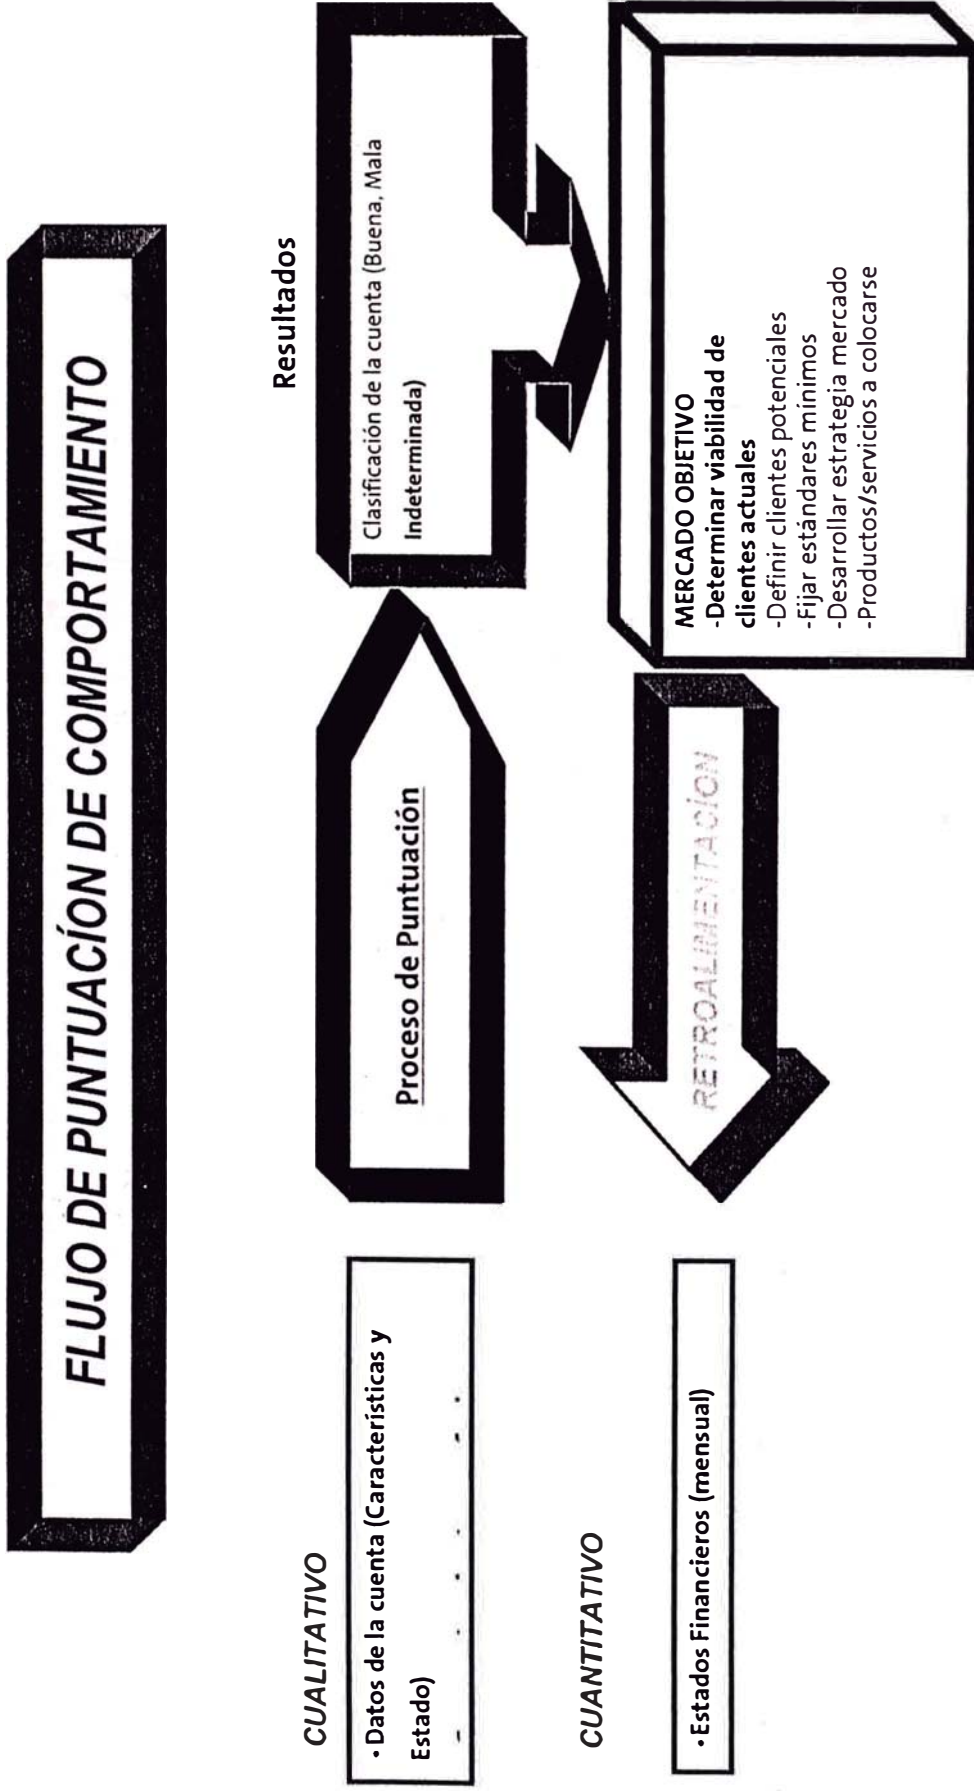 FLUJO DE PUNTUACÍON DE COMPORTAMIENTO
CUALITATIVO
• Datos de la cuenta (Características y
Estado)
CUANTITATIVO
• Estados Financieros (mensual)
Proceso de Puntuación
RETROALIMENTACÍON
Resultados
Clasificación de la cuenta (Buena, Mala
Indeterminada)
MERCADO OBJETIVO
-Determinar viabilidad de
clientes actuales
-Definir clientes potenciales
-Fijar estándares mínimos
-Desarrollar estrategia mercado
-Productos/servicios a colocarse